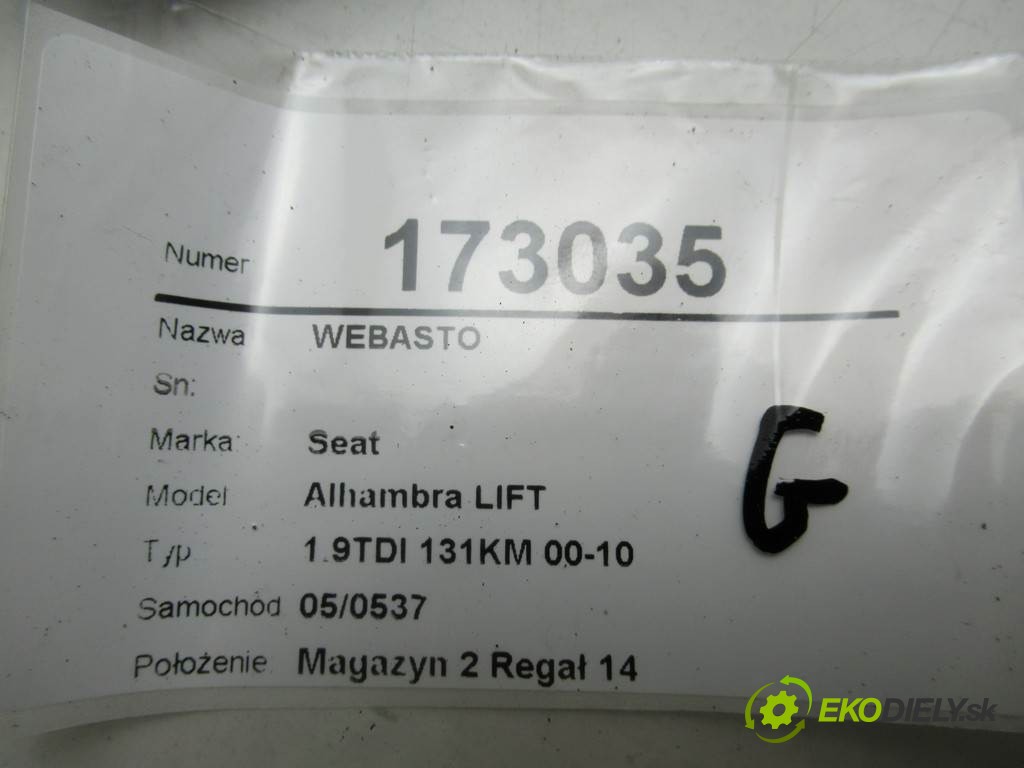 Numer 173035
Nazwa WEBASTO
Sn:
Marka: Seat
Model Alhambra LIFT
Typ 1.9TDI 131KM 00-10
Samochód 05/0537
Położenie Magazyn 2 Regał 14
G
EKODIELY.sk